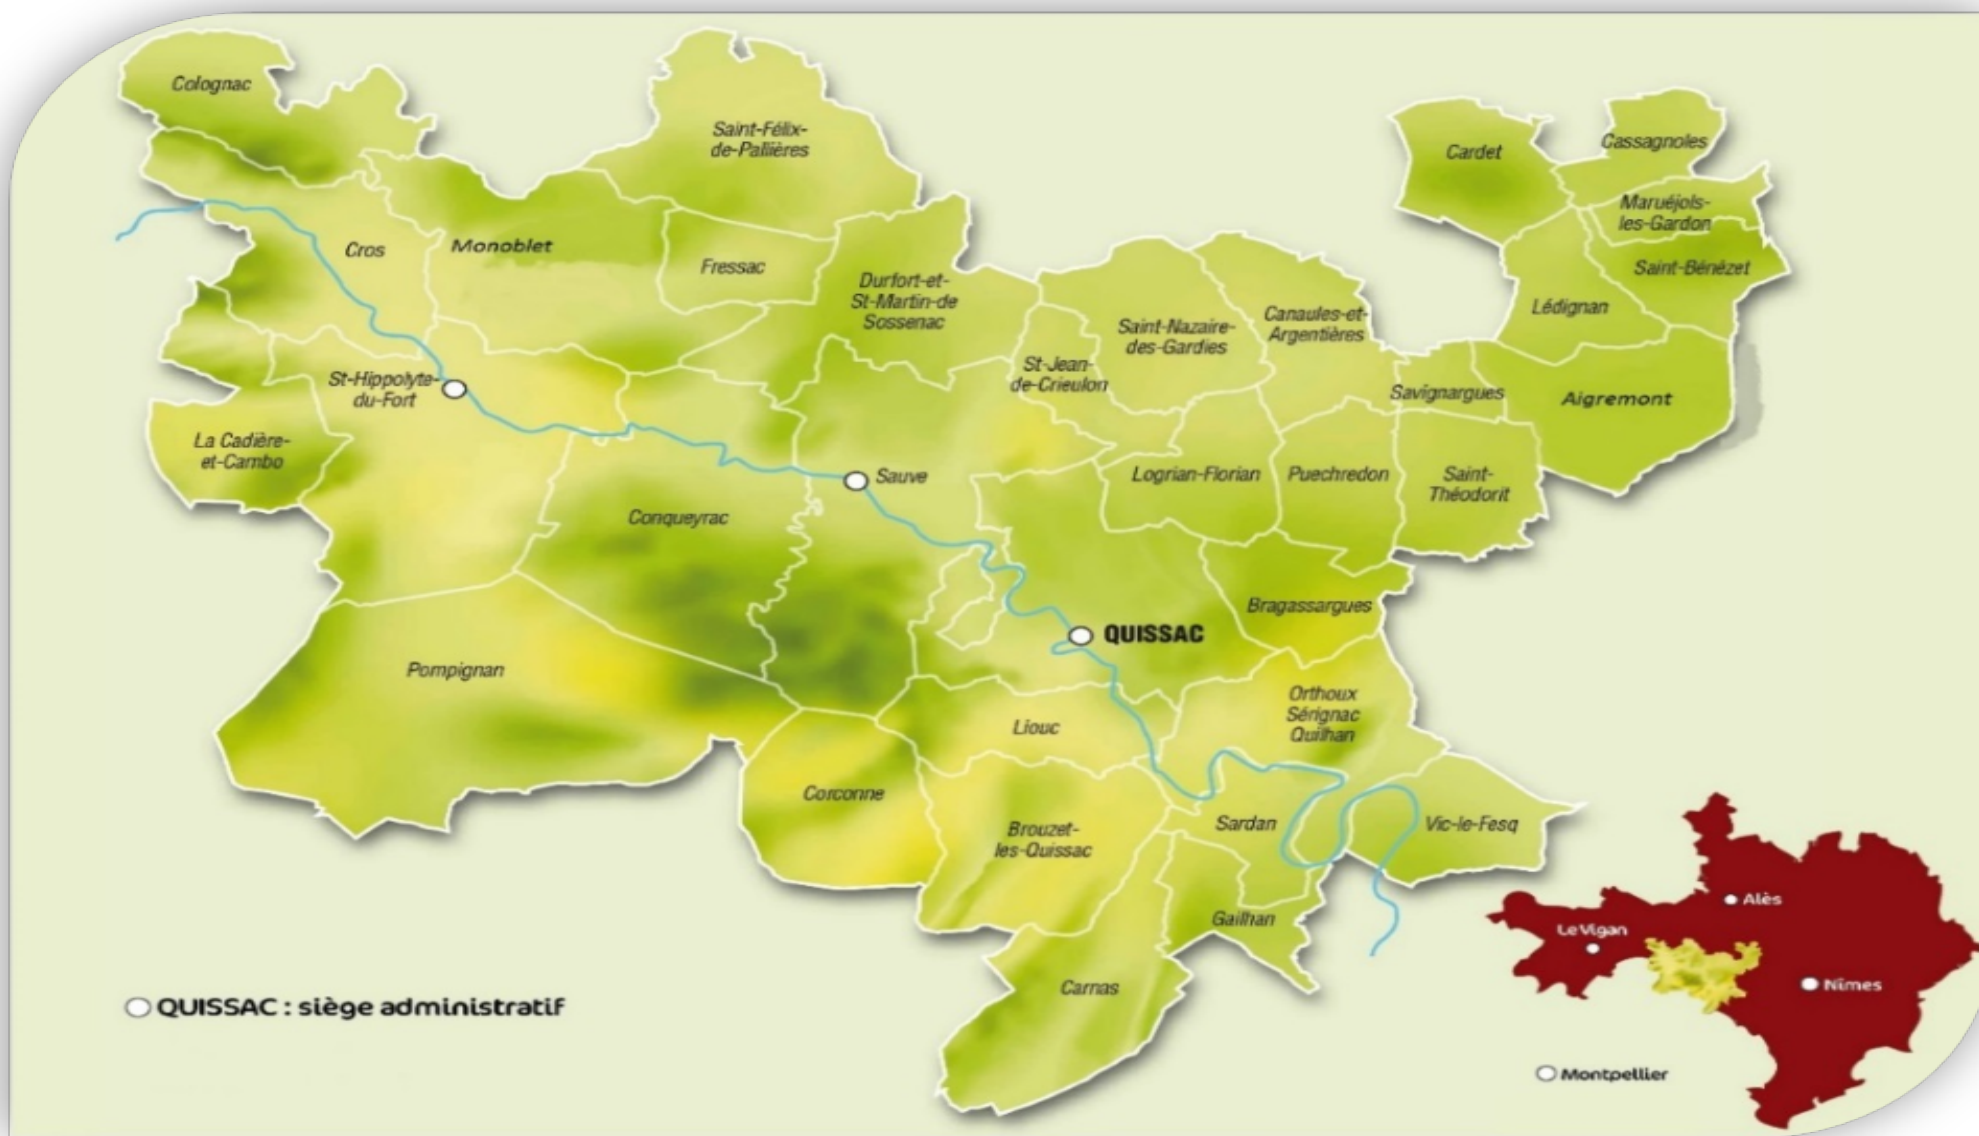 Colognac
Saint-Félix-
de-Pallières
Cardet
Cassagnoles
Maruéjols-
les-Gardon
Saint-Bénézet
Lédignan
Cros
Monoblet
Fressac
Durfort-et-
St-Martin-de
Sossenac
Saint-Nazaire-
des-Gardies
Canaules-et-
Argentières
St-Jean-
de-Crieulon
Savignargues
Aigremont
St-Hippolyte-
du-Fort
La Cadière-
et-Cambo
Sauve
Logrian-Florian
Puechredon
Saint-
Théodorit
Conqueyrac
Bragassargues
QUISSAC
Pompignan
Orthoux
Sérignac
Quilhan
Liouc
Corconne
Brouzet-
les-Quissac
Sardan
Vic-le-Fesq
Gailhan
Carnas
Alès
Le Vigan
Nîmes
Montpellier
QUISSAC : siège administratif